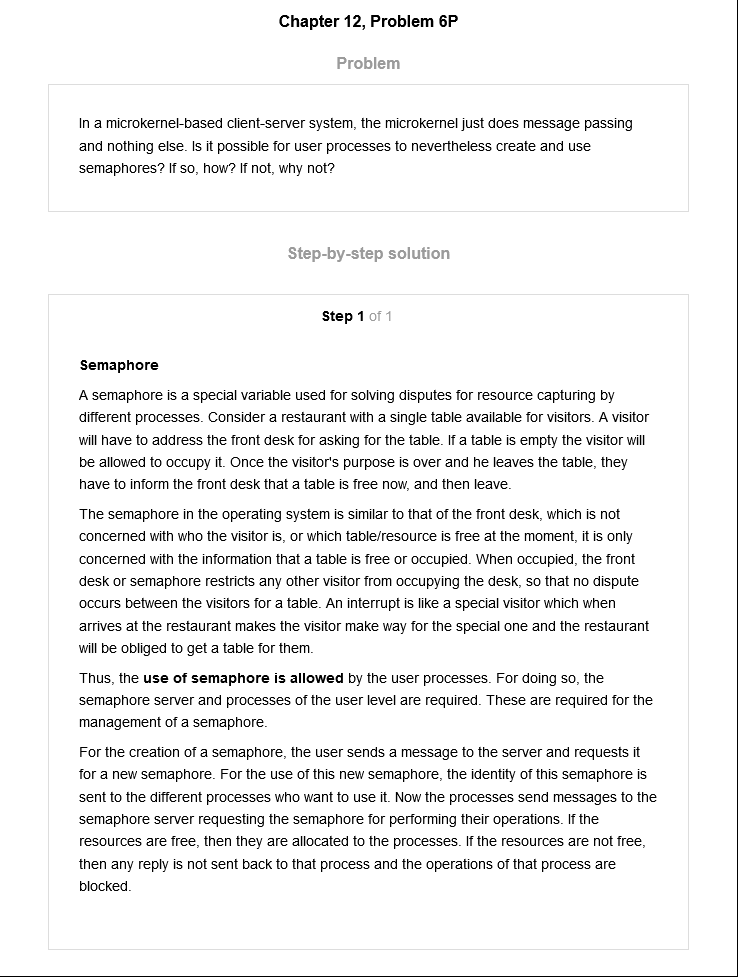 Chapter 12, Problem 6P
Problem
In a microkernel-based client-server system, the microkernel just does message passing
and nothing else. Is it possible for user processes to nevertheless create and use
semaphores? If so, how? If not, why not?
Step-by-step solution
Step 1 of 1
Semaphore
A semaphore is a special variable used for solving disputes for resource capturing by
different processes. Consider a restaurant with a single table available for visitors. A visitor
will have to address the front desk for asking for the table. If a table is empty the visitor will
be allowed to occupy it. Once the visitor's purpose is over and he leaves the table, they
have to inform the front desk that a table is free now, and then leave.
The semaphore in the operating system is similar to that of the front desk, which is not
concerned with who the visitor is, or which table/resource is free at the moment, it is only
concerned with the information that a table is free or occupied. When occupied, the front
desk or semaphore restricts any other visitor from occupying the desk, so that no dispute
occurs between the visitors for a table. An interrupt is like a special visitor which when
arrives at the restaurant makes the visitor make way for the special one and the restaurant
will be obliged to get a table for them.
Thus, the use of semaphore is allowed by the user processes. For doing so, the
semaphore server and processes of the user level are required. These are required for the
management of a semaphore.
For the creation of a semaphore, the user sends a message to the server and requests it
for a new semaphore. For the use of this new semaphore, the identity of this semaphore is
sent to the different processes who want to use it. Now the processes send messages to the
semaphore server requesting the semaphore for performing their operations. If the
resources are free, then they are allocated to the processes. If the resources are not free,
then any reply is not sent back to that process and the operations of that process are
blocked.